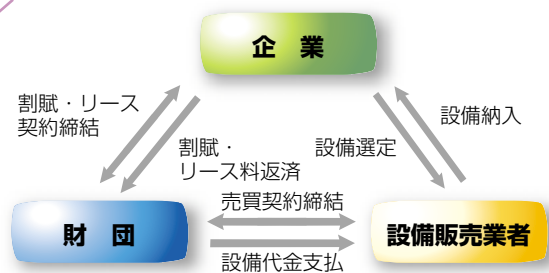 企 業
割賦・リース
契約締結
設備納入
割賦・
リース料返済
設備選定
売買契約締結
財 団
設備販売業者
設備代金支払